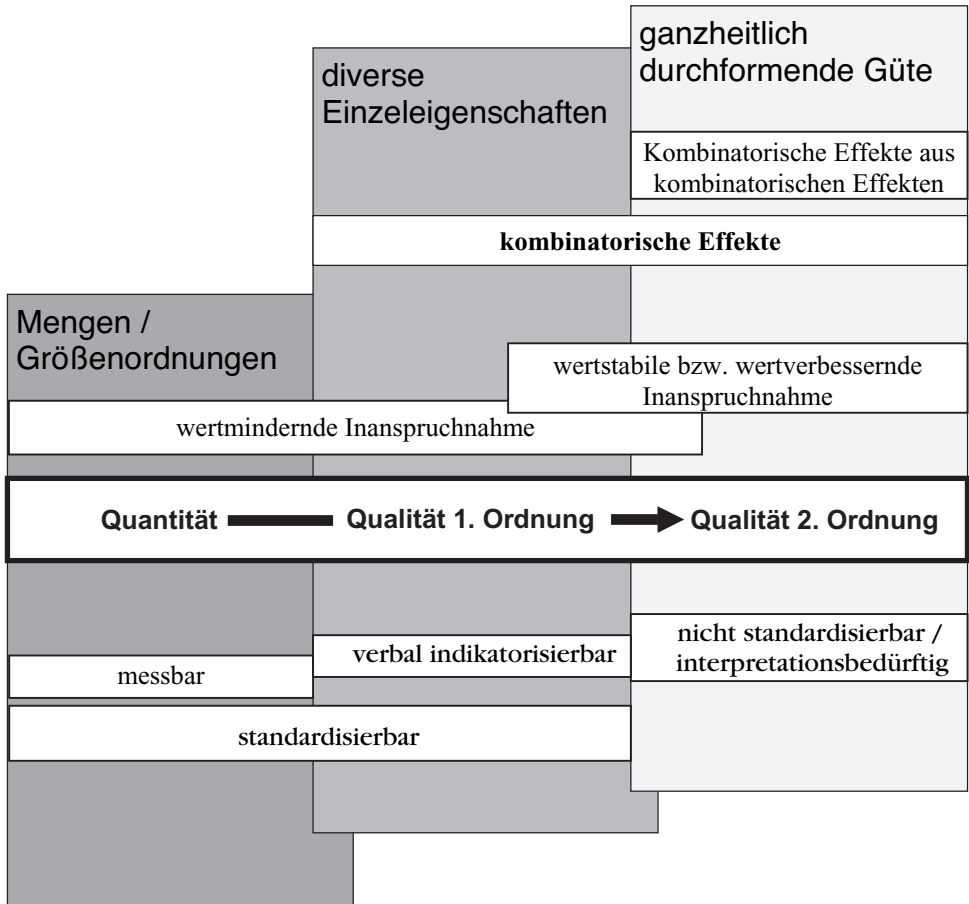 ganzheitlich
durchformende Güte
diverse
Einzeleigenschaften
Kombinatorische Effekte aus
kombinatorischen Effekten
kombinatorische Effekte
Mengen /
Größenordnungen
wertstabile bzw. wertverbessernde
Inanspruchnahme
wertmindernde Inanspruchnahme
Quantität Qualität 1. Ordnung Qualität 2. Ordnung
nicht standardisierbar /
interpretationsbedürftig
verbal indikatorisierbar
messbar
standardisierbar